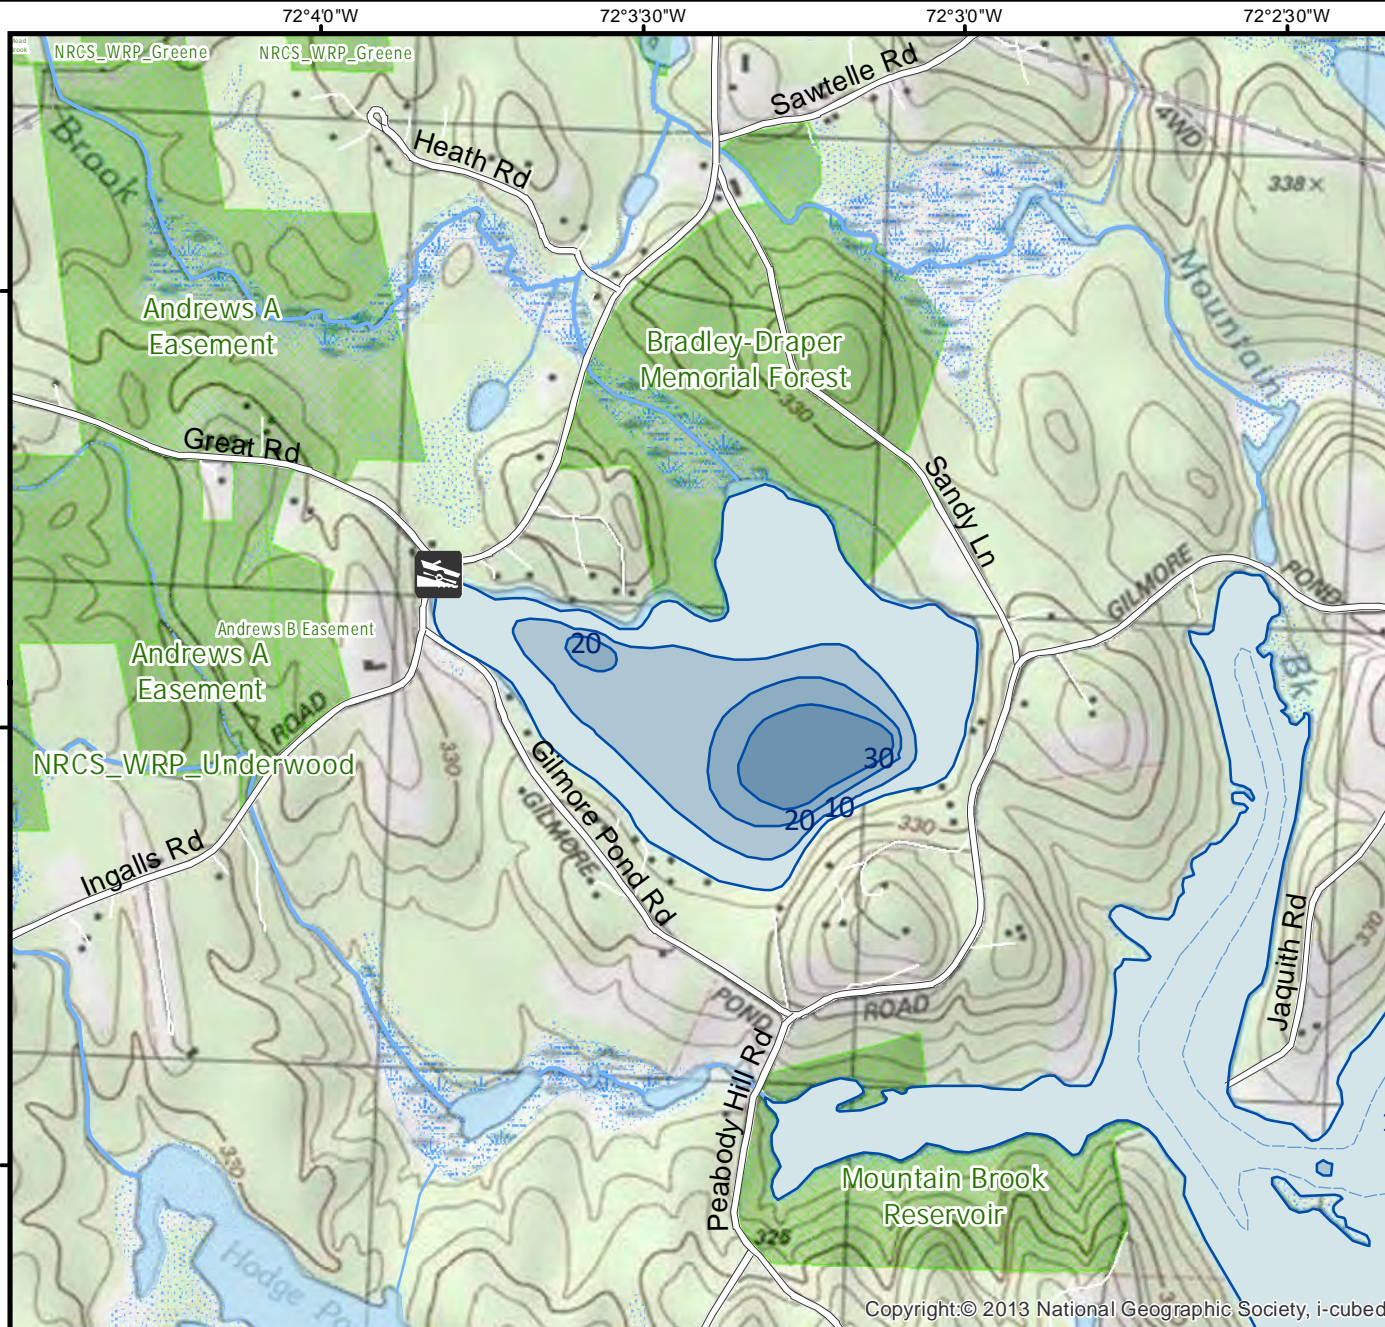 72°4'0"W
72°3'30"W
72°3'0"W
72°2'30"W
NRCS_WRP_Greene
NRCS_WRP_Greene
Sawtelle Rd
4WD
338×
Brook
Heath Rd
Mountain
Andrews A
Easement
Bradley-Draper
Memorial Forest
330
Great Rd
Sandy Ln
GILMORE
POND
Andrews B Easement
Andrews A
Easement
20
Bk
ROAD
330
NRCS_WRP_Underwood
Gilmore Pond Rd
30
20
10
GILMORE
330
Ingalls Rd
Jaquith Rd
330
POND
ROAD
Peabody Hill Rd
330
Mountain Brook
Reservoir
326
Hodge Po
Copyright:© 2013 National Geographic Society, i-cubed